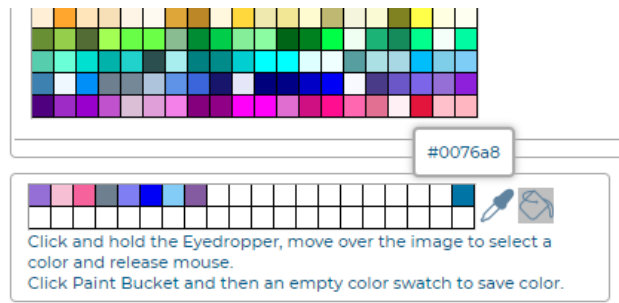 #0076a8
Click and hold the Eyedropper, move over the image to select a
color and release mouse.
Click Paint Bucket and then an empty color swatch to save color.